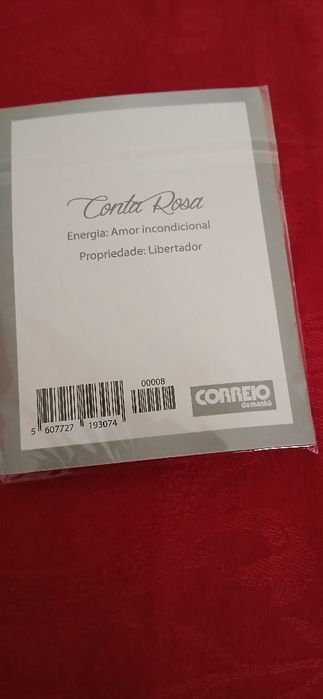 Conta Rosa
Energia: Amor incondicional
Propriedade: Libertador
00008
5 607727 193074
CORREIO
da manhã